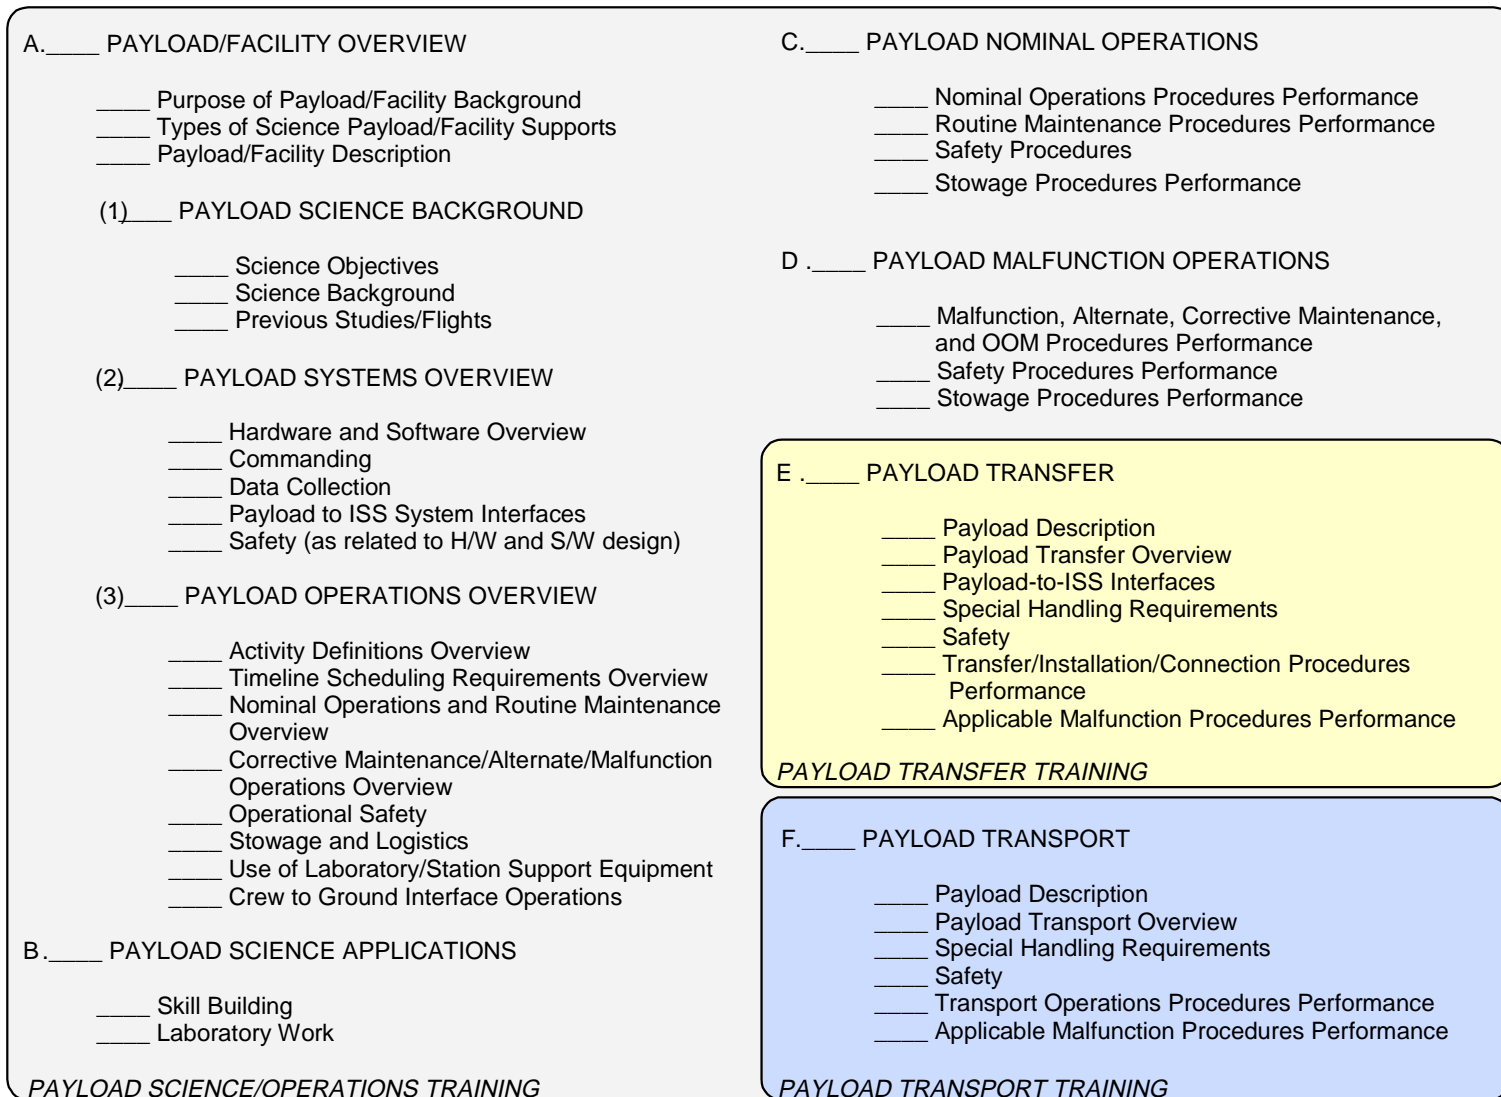 A.____ PAYLOAD/FACILITY OVERVIEW
____ Purpose of Payload/Facility Background
____ Types of Science Payload/Facility Supports
____ Payload/Facility Description
(1)____ PAYLOAD SCIENCE BACKGROUND
____ Science Objectives
____ Science Background
____ Previous Studies/Flights
(2)____ PAYLOAD SYSTEMS OVERVIEW
____ Hardware and Software Overview
____ Commanding
____ Data Collection
____ Payload to ISS System Interfaces
____ Safety (as related to H/W and S/W design)
(3)____ PAYLOAD OPERATIONS OVERVIEW
____ Activity Definitions Overview
____ Timeline Scheduling Requirements Overview
____ Nominal Operations and Routine Maintenance
Overview
____ Corrective Maintenance/Alternate/Malfunction
Operations Overview
____ Operational Safety
____ Stowage and Logistics
____ Use of Laboratory/Station Support Equipment
____ Crew to Ground Interface Operations
B.____ PAYLOAD SCIENCE APPLICATIONS
____ Skill Building
____ Laboratory Work
PAYLOAD SCIENCE/OPERATIONS TRAINING
C.____ PAYLOAD NOMINAL OPERATIONS
____ Nominal Operations Procedures Performance
____ Routine Maintenance Procedures Performance
____ Safety Procedures
____ Stowage Procedures Performance
D .____ PAYLOAD MALFUNCTION OPERATIONS
____ Malfunction, Alternate, Corrective Maintenance,
and OOM Procedures Performance
____ Safety Procedures Performance
____ Stowage Procedures Performance
E .____ PAYLOAD TRANSFER
____ Payload Description
____ Payload Transfer Overview
____ Payload-to-ISS Interfaces
____ Special Handling Requirements
____ Safety
____ Transfer/Installation/Connection Procedures
Performance
____ Applicable Malfunction Procedures Performance
PAYLOAD TRANSFER TRAINING
F.____ PAYLOAD TRANSPORT
____ Payload Description
____ Payload Transport Overview
____ Special Handling Requirements
____ Safety
____ Transport Operations Procedures Performance
____ Applicable Malfunction Procedures Performance
PAYLOAD TRANSPORT TRAINING